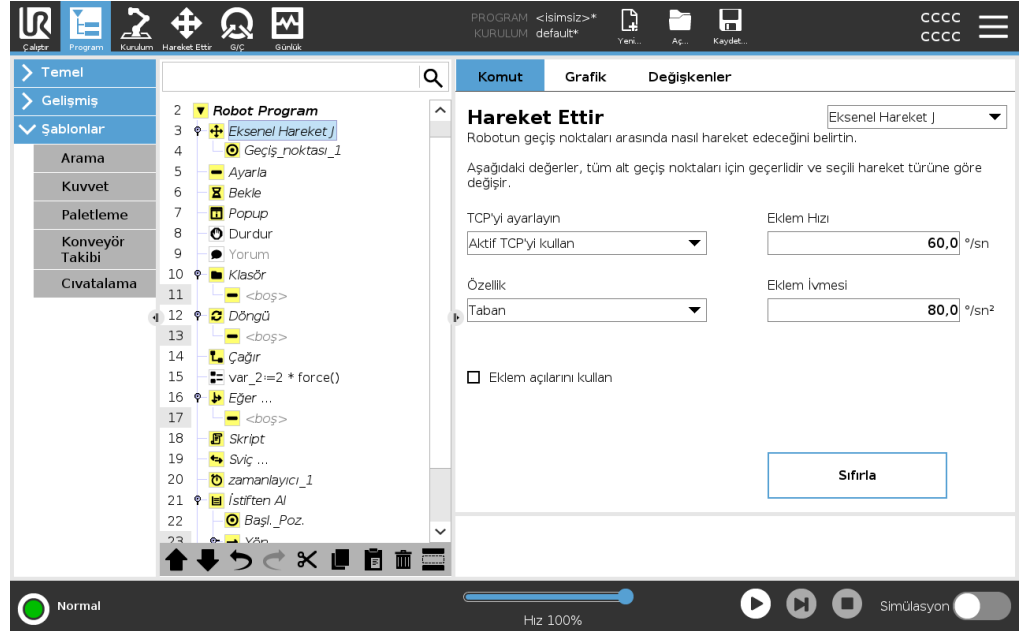 PROGRAM <isimsiz>*
KURULUM default*
CCCC
CCCC
Çalıştır
Program
Kurulum
Hareket Ettir
G/Ç
Günlük
Yeni...
Aç...
Kaydet...
Temel
Gelişmiş
Şablonlar
Arama
Kuvvet
Paletleme
Konveyör
Takibi
Cıvatalama
2 Robot Program
3 Eksenel Hareket J
4 Geçiş_noktası_1
5 Ayarla
6 Bekle
7 Popup
8 Durdur
9 Yorum
10 Klasör
11 <boş>
12 Döngü
13 <boş>
14 Çağır
15 var_2:=2 * force()
16 Eğer ...
17 <boş>
18 Skript
19 Sviç ...
20 zamanlayıcı_1
21 İstiften Al
22 Başl._Poz.
23 Yön
Komut
Grafik
Değişkenler
Hareket Ettir
Eksenel Hareket J
Robotun geçiş noktaları arasında nasıl hareket edeceğini belirtin.
Aşağıdaki değerler, tüm alt geçiş noktaları için geçerlidir ve seçili hareket türüne göre
değişir.
TCP'yi ayarlayın
Eklem Hızı
Aktif TCP'yi kullan
60,0 °/sn
Özellik
Eklem İvmesi
Taban
80,0 °/sn²
Eklem açılarını kullan
Sıfırla
Normal
Hız 100%
Simülasyon